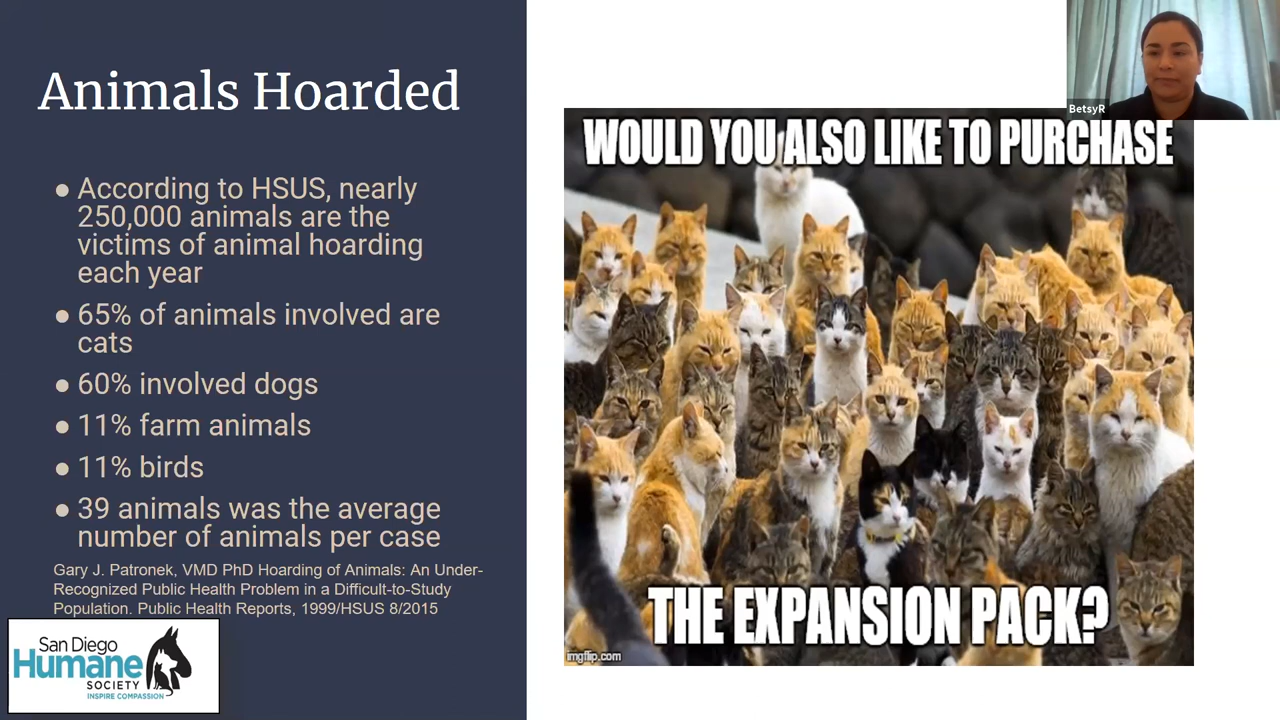 Animals Hoarded
● According to HSUS, nearly
250,000 animals are the
victims of animal hoarding
each year
● 65% of animals involved are
cats
● 60% involved dogs
● 11% farm animals
● 11% birds
● 39 animals was the average
number of animals per case
Gary J. Patronek, VMD PhD Hoarding of Animals: An Under-
Recognized Public Health Problem in a Difficult-to-Study
Population. Public Health Reports, 1999/HSUS 8/2015
San Diego
Humane
SOCIETY
INSPIRE COMPASSION
BetsyR
WOULD YOU ALSO LIKE TO PURCHASE
THE EXPANSION PACK?
imgflip.com